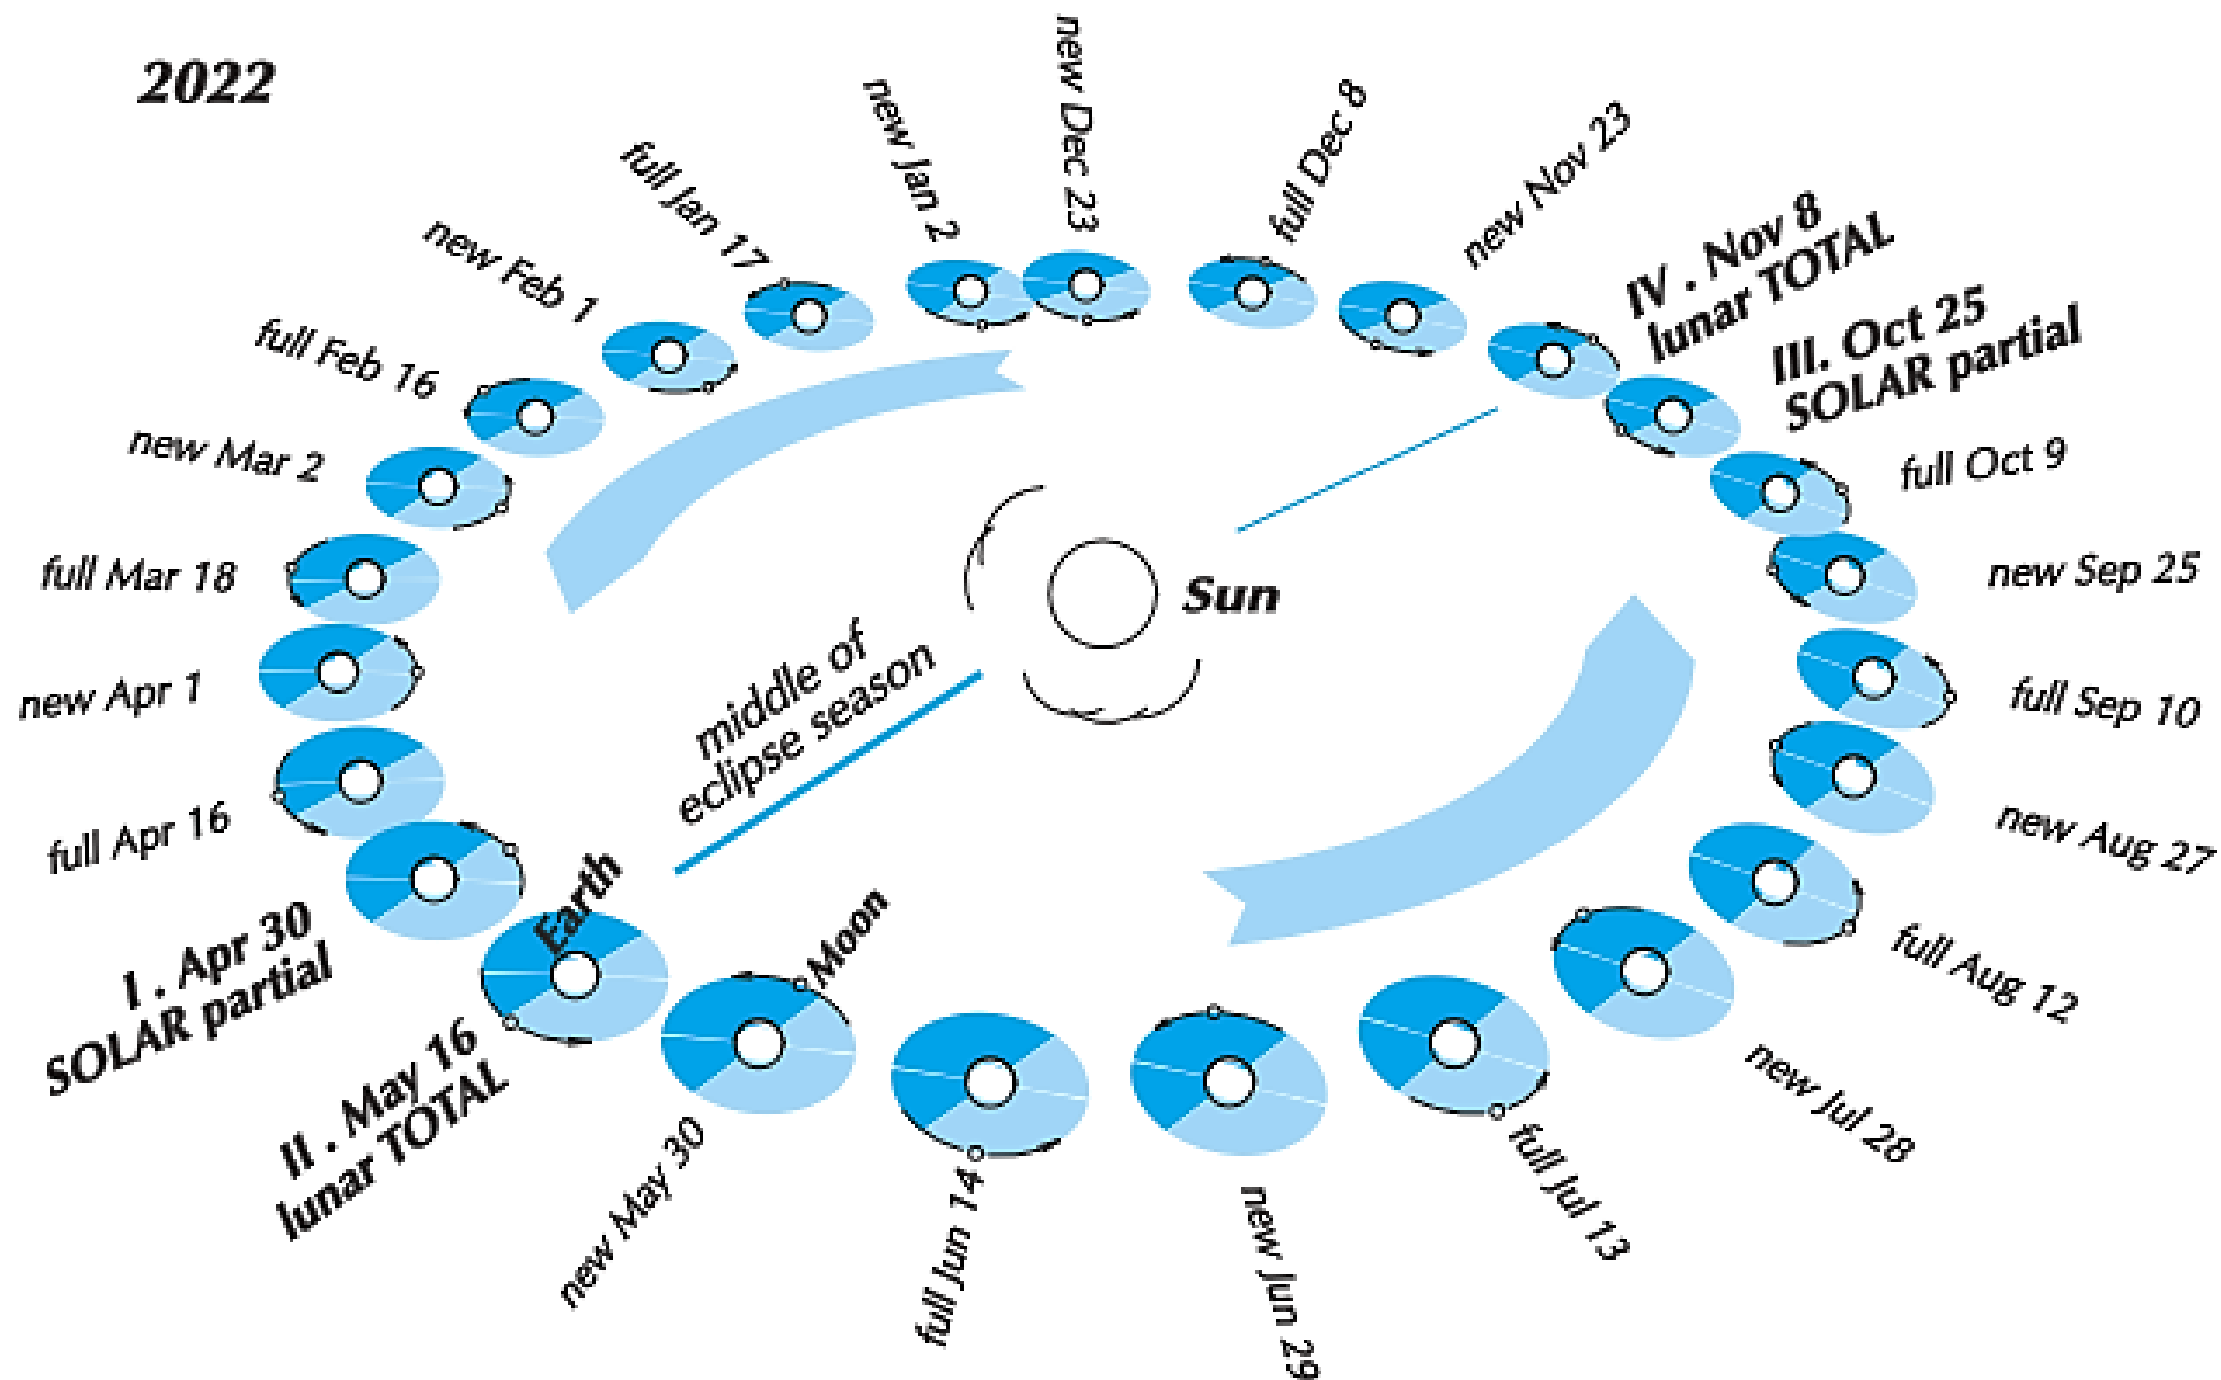 2022
new Jan 2
full Jan 17
new Feb 1
full Feb 16
new Mar 2
full Mar 18
new Apr 1
full Apr 16
I . Apr 30
SOLAR partial
II . May 16
lunar TOTAL
new May 30
full Jun 14
new Jun 29
full Jul 13
new Jul 28
full Aug 12
new Aug 27
full Sep 10
new Sep 25
full Oct 9
III. Oct 25
SOLAR partial
IV . Nov 8
lunar TOTAL
new Nov 23
full Dec 8
new Dec 23
Sun
middle of
eclipse season
Earth
Moon